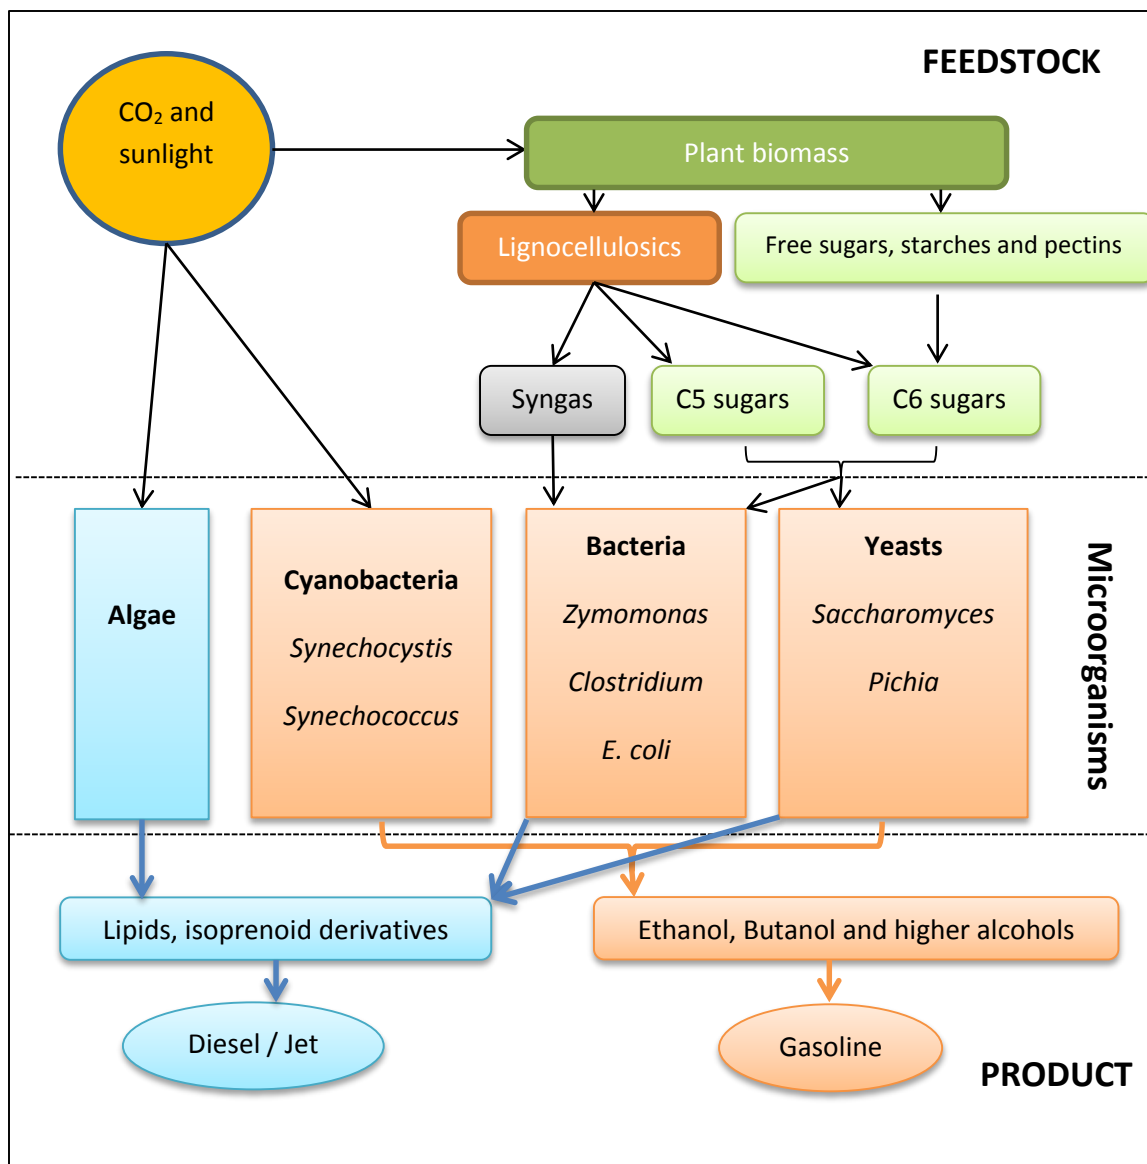 FEEDSTOCK
CO₂ and
sunlight
Plant biomass
Lignocellulosics
Free sugars, starches and pectins
Syngas
C5 sugars
C6 sugars
Microorganisms
Algae
Cyanobacteria
Synechocystis
Synechococcus
Bacteria
Zymomonas
Clostridium
E. coli
Yeasts
Saccharomyces
Pichia
Lipids, isoprenoid derivatives
Ethanol, Butanol and higher alcohols
Diesel / Jet
Gasoline
PRODUCT